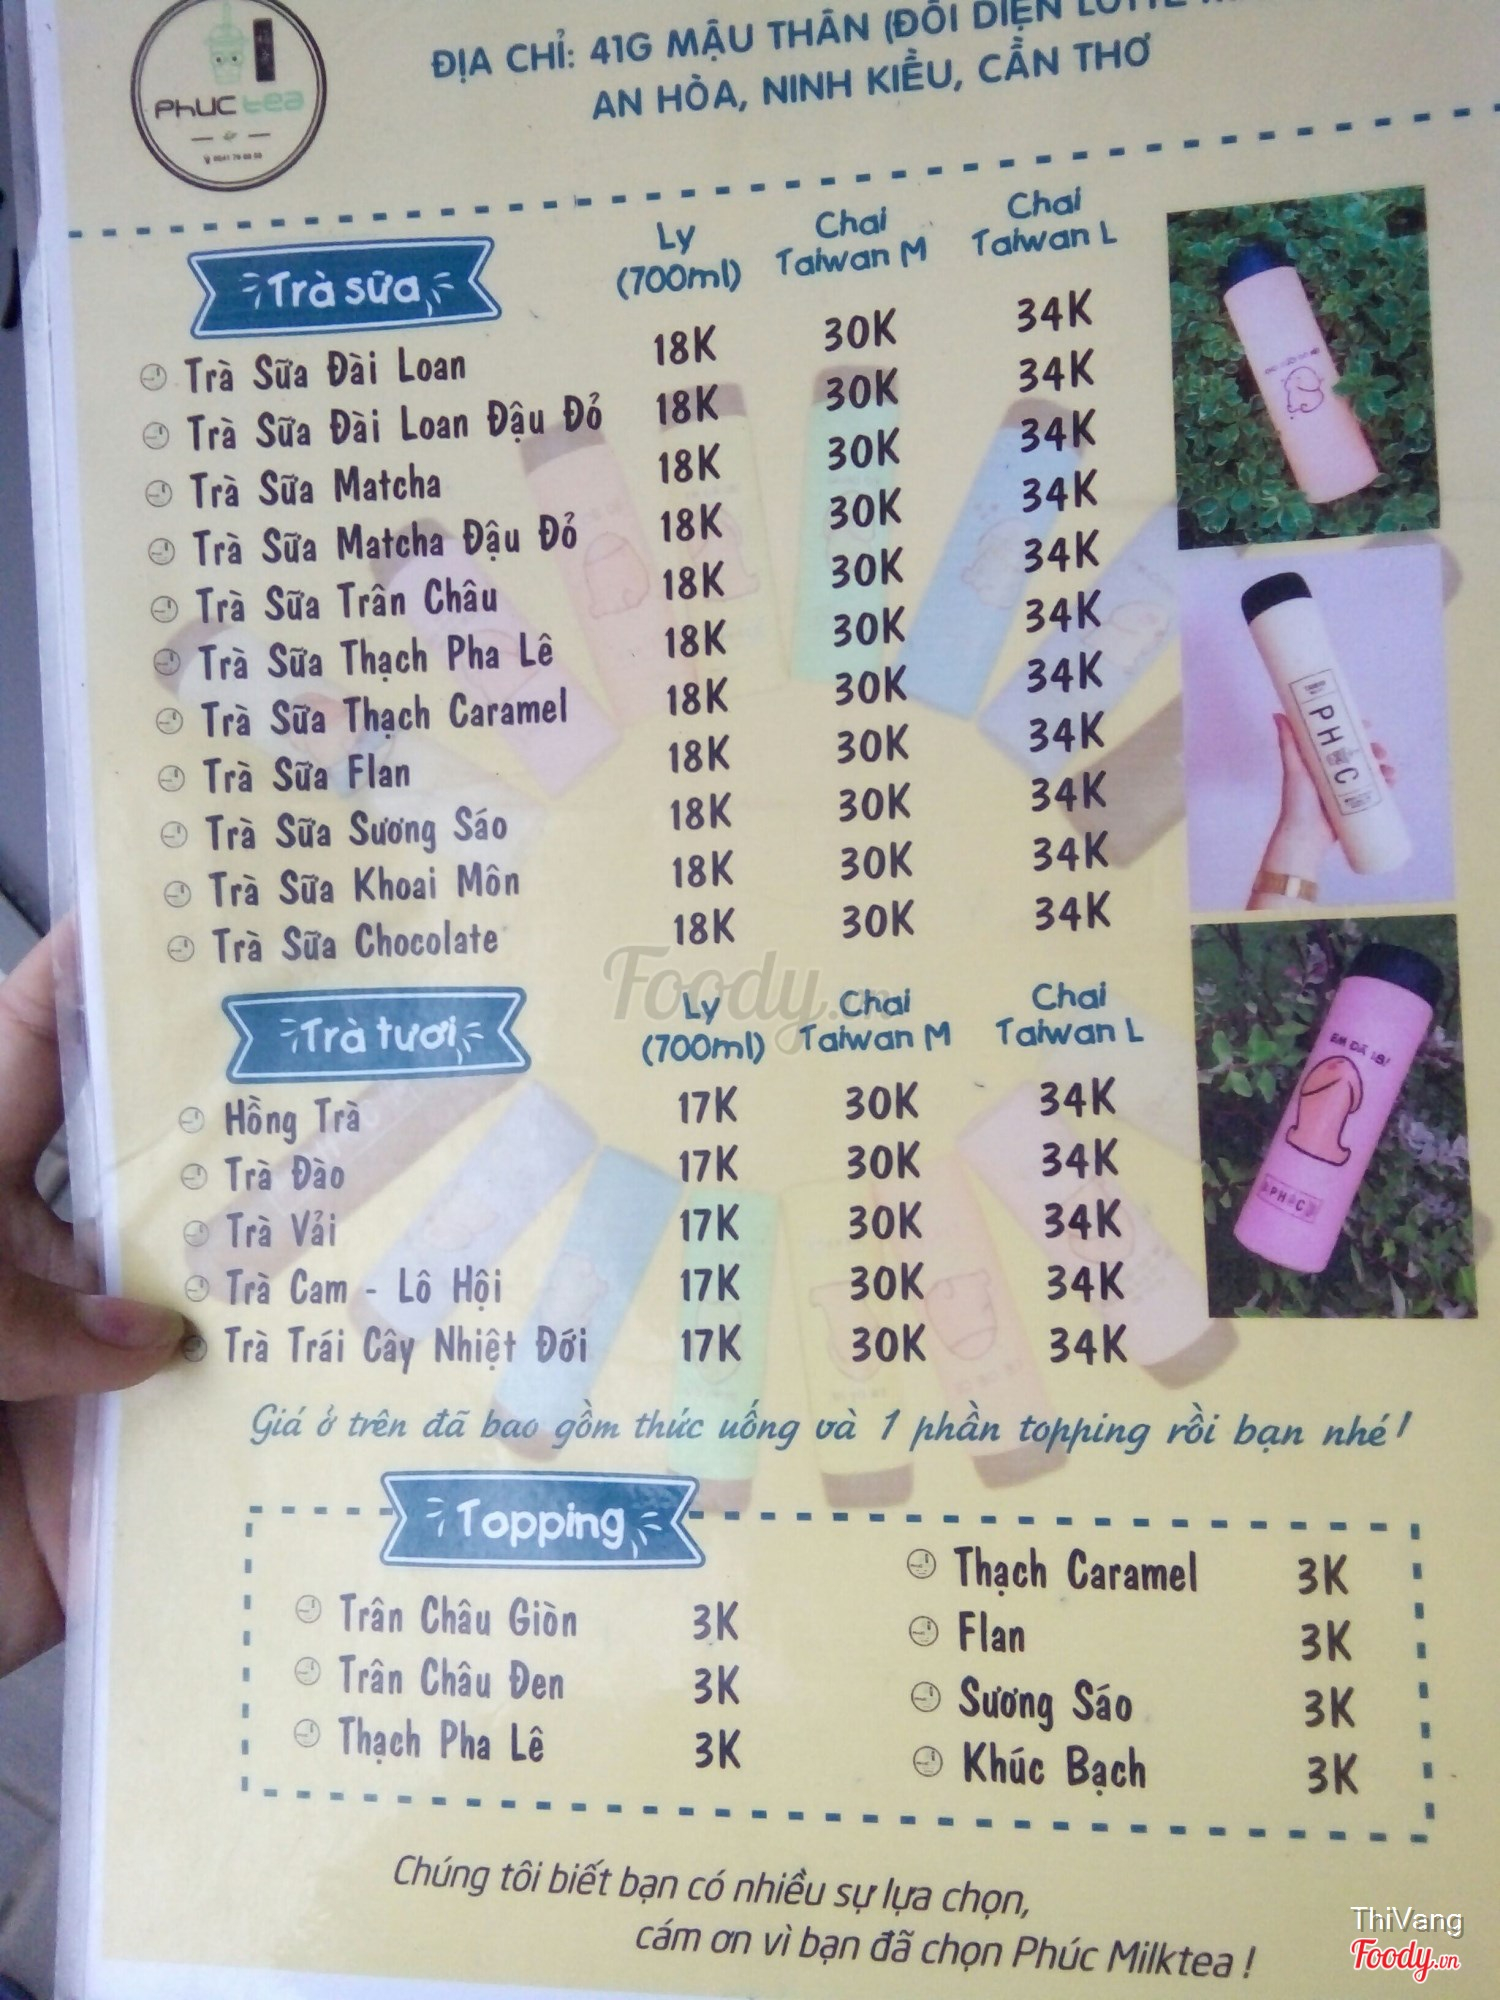 PHUC tea
ĐỊA CHỈ: 41G MẬU THÂN (ĐỐI DIỆN LOTTE
AN HÒA, NINH KIỀU, CẦN THƠ
Trà sữa
Ly (700ml) Chai Taiwan M Chai Taiwan L
Trà Sữa Đài Loan 18K 30K 34K
Trà Sữa Đài Loan Đậu Đỏ 18K 30K 34K
Trà Sữa Matcha 18K 30K 34K
Trà Sữa Matcha Đậu Đỏ 18K 30K 34K
Trà Sữa Trân Châu 18K 30K 34K
Trà Sữa Thạch Pha Lê 18K 30K 34K
Trà Sữa Thạch Caramel 18K 30K 34K
Trà Sữa Flan 18K 30K 34K
Trà Sữa Sương Sáo 18K 30K 34K
Trà Sữa Khoai Môn 18K 30K 34K
Trà Sữa Chocolate 18K 30K 34K
Trà tươi
Ly (700ml) Chai Taiwan M Chai Taiwan L
Hồng Trà 17K 30K 34K
Trà Đào 17K 30K 34K
Trà Vải 17K 30K 34K
Trà Cam - Lô Hội 17K 30K 34K
Trà Trái Cây Nhiệt Đới 17K 30K 34K
Giá ở trên đã bao gồm thức uống và 1 phần topping rồi bạn nhé!
Topping
Trân Châu Giòn 3K
Trân Châu Đen 3K
Thạch Pha Lê 3K
Thạch Caramel 3K
Flan 3K
Sương Sáo 3K
Khúc Bạch 3K
Chúng tôi biết bạn có nhiều sự lựa chọn,
cám ơn vì bạn đã chọn Phúc Milktea !
EM ĐÃ 18!
Foody.vn
ThiVang
Foody.vn